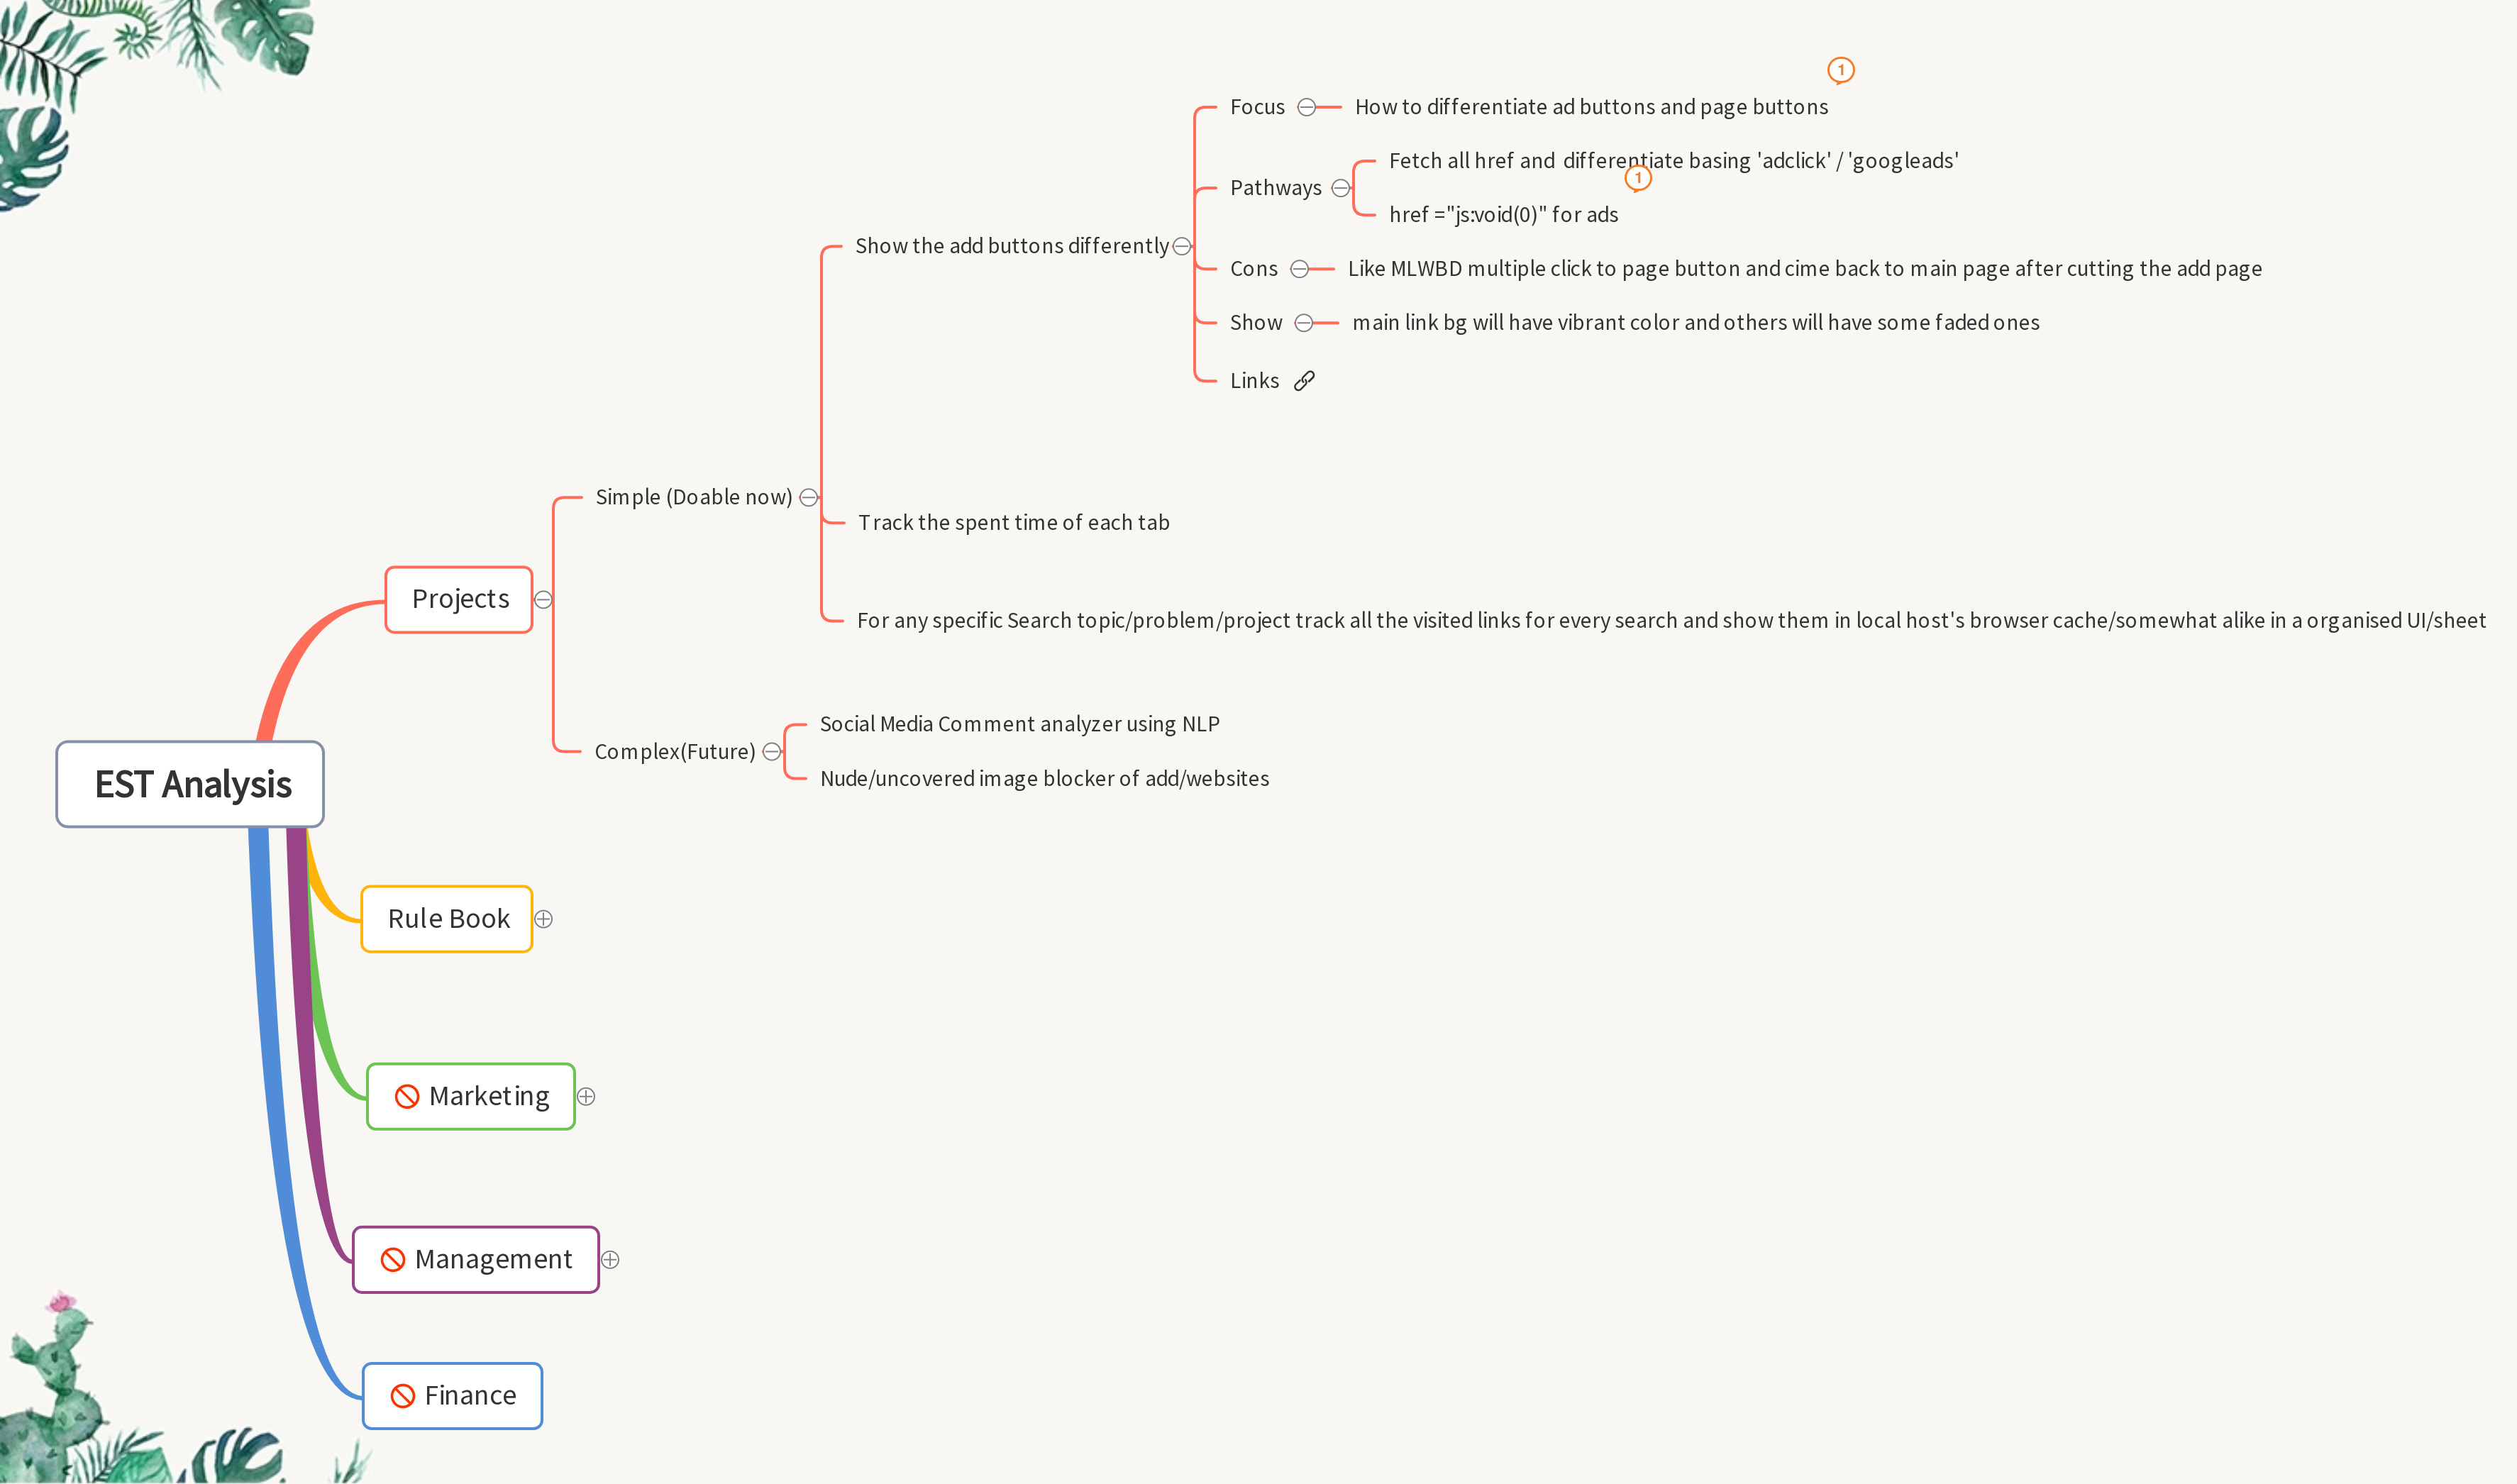 1
Focus
How to differentiate ad buttons and page buttons
Fetch all href and differentiate basing 'adclick' / 'googleads'
Pathways
1
href ="js:void(0)" for ads
Show the add buttons differently
Cons
Like MLWBD multiple click to page button and cime back to main page after cutting the add page
Show
main link bg will have vibrant color and others will have some faded ones
Links
Simple (Doable now)
Track the spent time of each tab
Projects
For any specific Search topic/problem/project track all the visited links for every search and show them in local host's browser cache/somewhat alike in a organised UI/sheet
Social Media Comment analyzer using NLP
Complex(Future)
Nude/uncovered image blocker of add/websites
EST Analysis
Rule Book
Marketing
Management
Finance